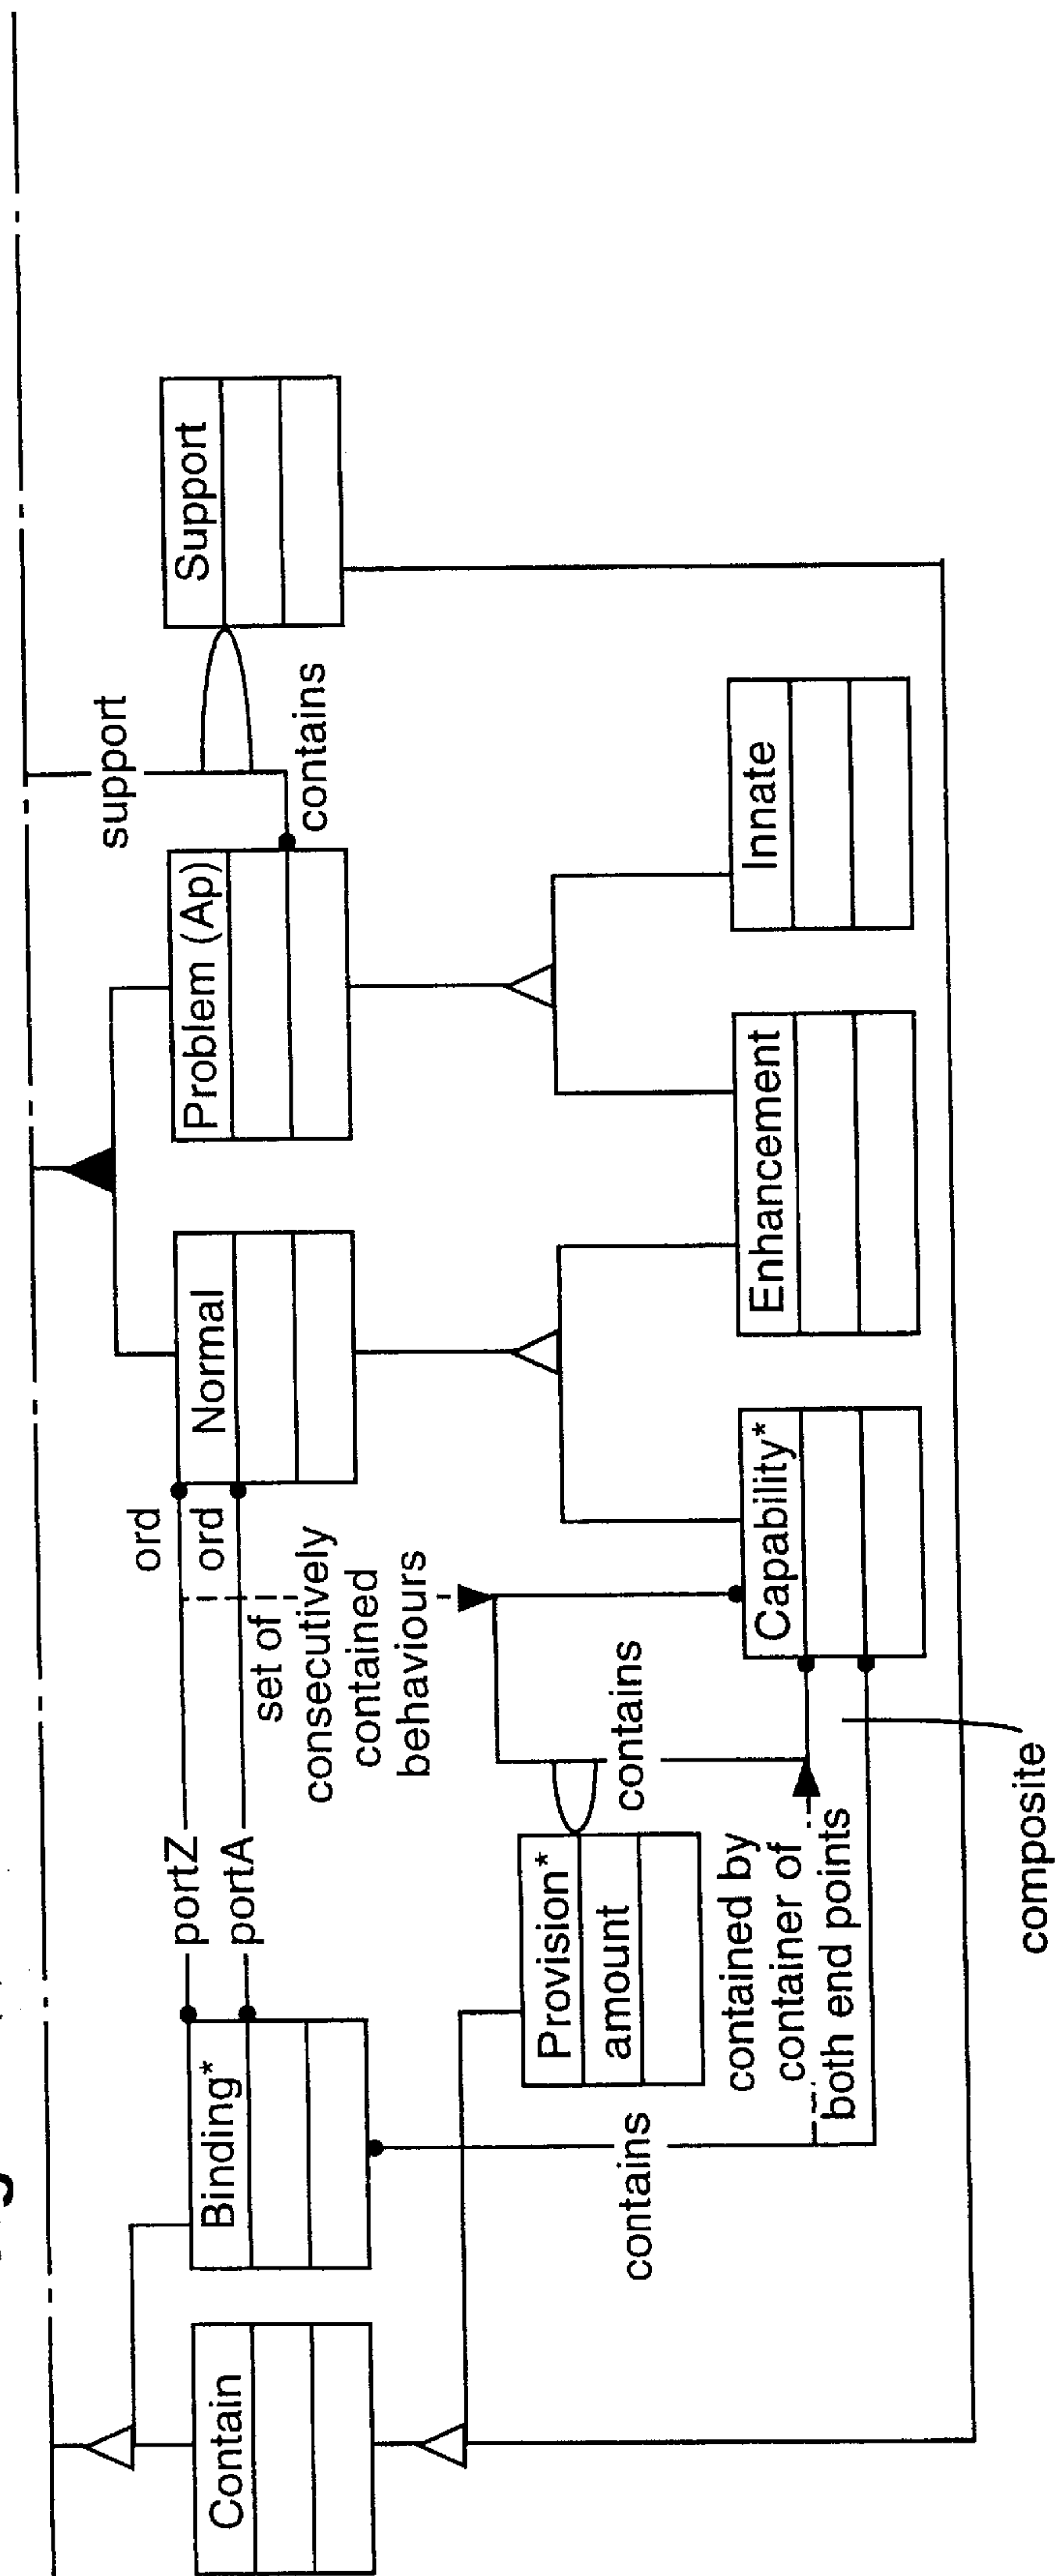 support
Contain
Binding*
portZ
portA
ord
ord
Normal
Problem (Ap)
contains
Support
set of
consecutively
contained
behaviours
contains
Provision*
amount
contains
contained by
container of
both end points
Capability*
Enhancement
Innate
composite